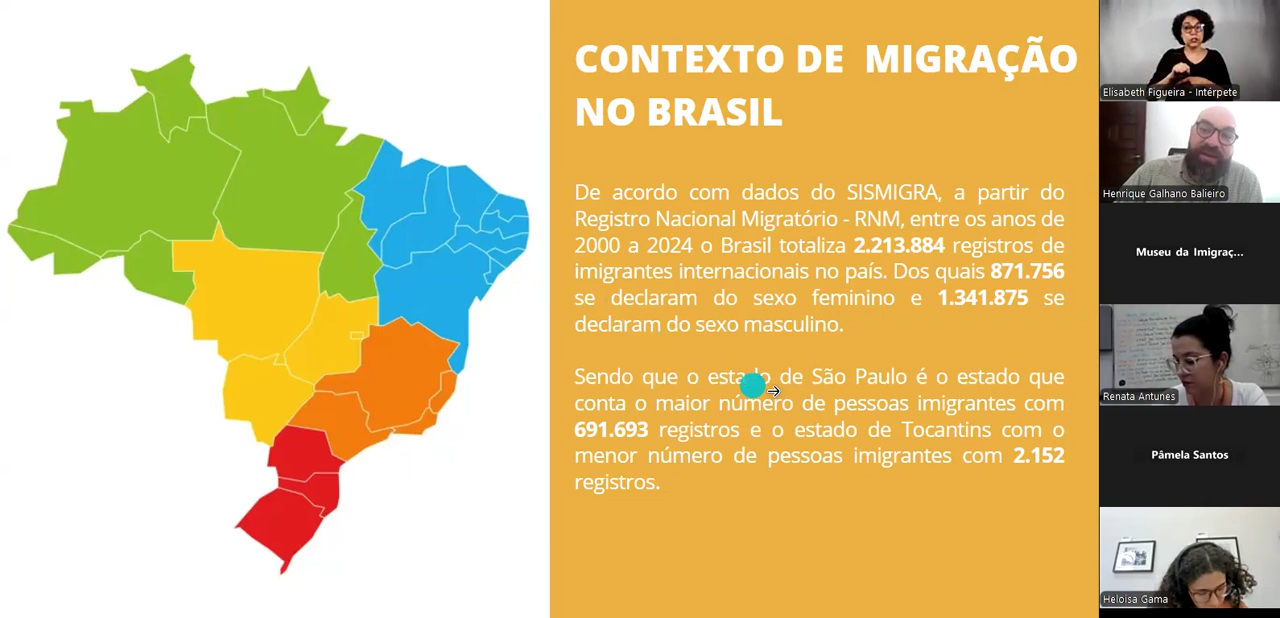 CONTEXTO DE MIGRAÇÃO
NO BRASIL
De acordo com dados do SISMIGRA, a partir do
Registro Nacional Migratório - RNM, entre os anos de
2000 a 2024 o Brasil totaliza 2.213.884 registros de
imigrantes internacionais no país. Dos quais 871.756
se declaram do sexo feminino e 1.341.875 se
declaram do sexo masculino.
Sendo que o estado de São Paulo é o estado que
conta o maior número de pessoas imigrantes com
691.693 registros e o estado de Tocantins com o
menor número de pessoas imigrantes com 2.152
registros.
Elisabeth Figueira - Intérpete
Henrique Galhano Balieiro
Museu da Imigraç...
Renata Antunes
Pâmela Santos
Heloisa Gama